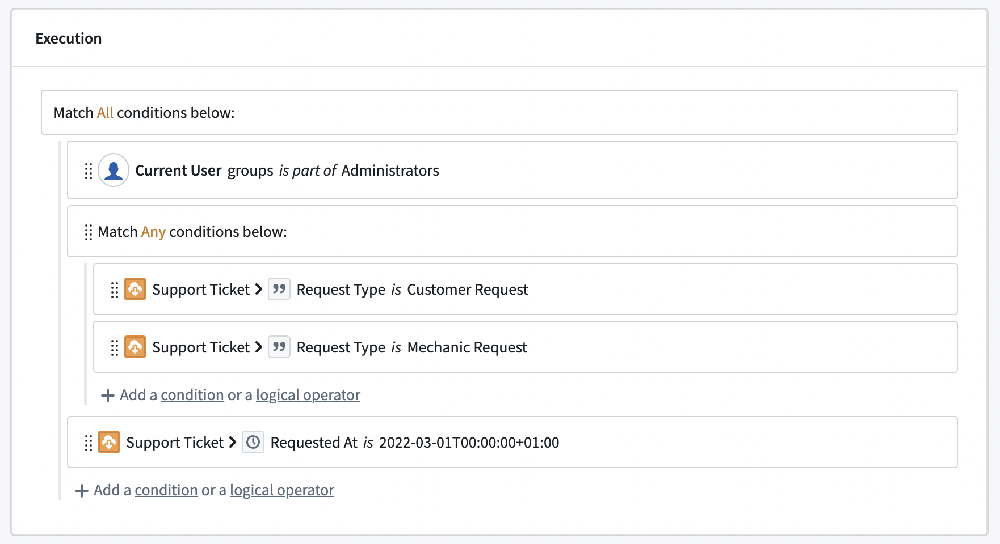 Execution
Match All conditions below:
Current User groups is part of Administrators
Match Any conditions below:
Support Ticket Request Type is Customer Request
Support Ticket Request Type is Mechanic Request
Add a condition or a logical operator
Support Ticket Requested At is 2022-03-01T00:00:00+01:00
Add a condition or a logical operator